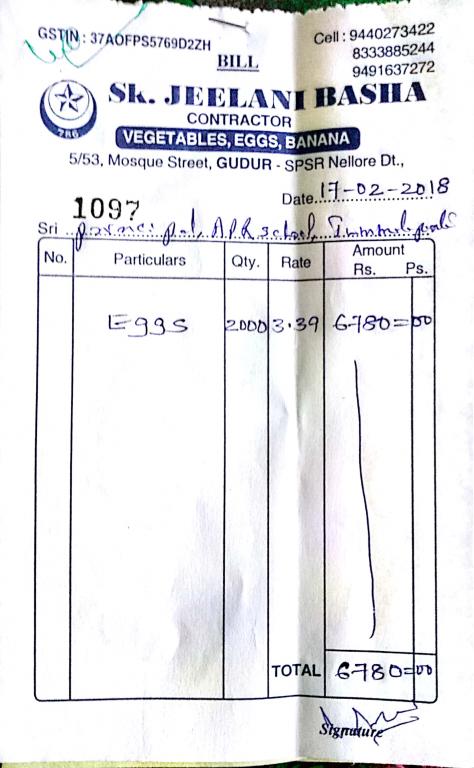 GSTIN : 37AOFPS5769D2ZH
Cell : 9440273422
8333885244
9491637272
BILL
786
Sk. JEELANI BASHA
CONTRACTOR
VEGETABLES, EGGS, BANANA
5/53, Mosque Street, GUDUR - SPSR Nellore Dt.,
1097
Date 17-02-2018
Sri A.P.R school,
No. Particulars Qty. Rate Amount Rs. Ps.
Eggs 2000 3.39 6780=00
TOTAL 6780=00
Signature